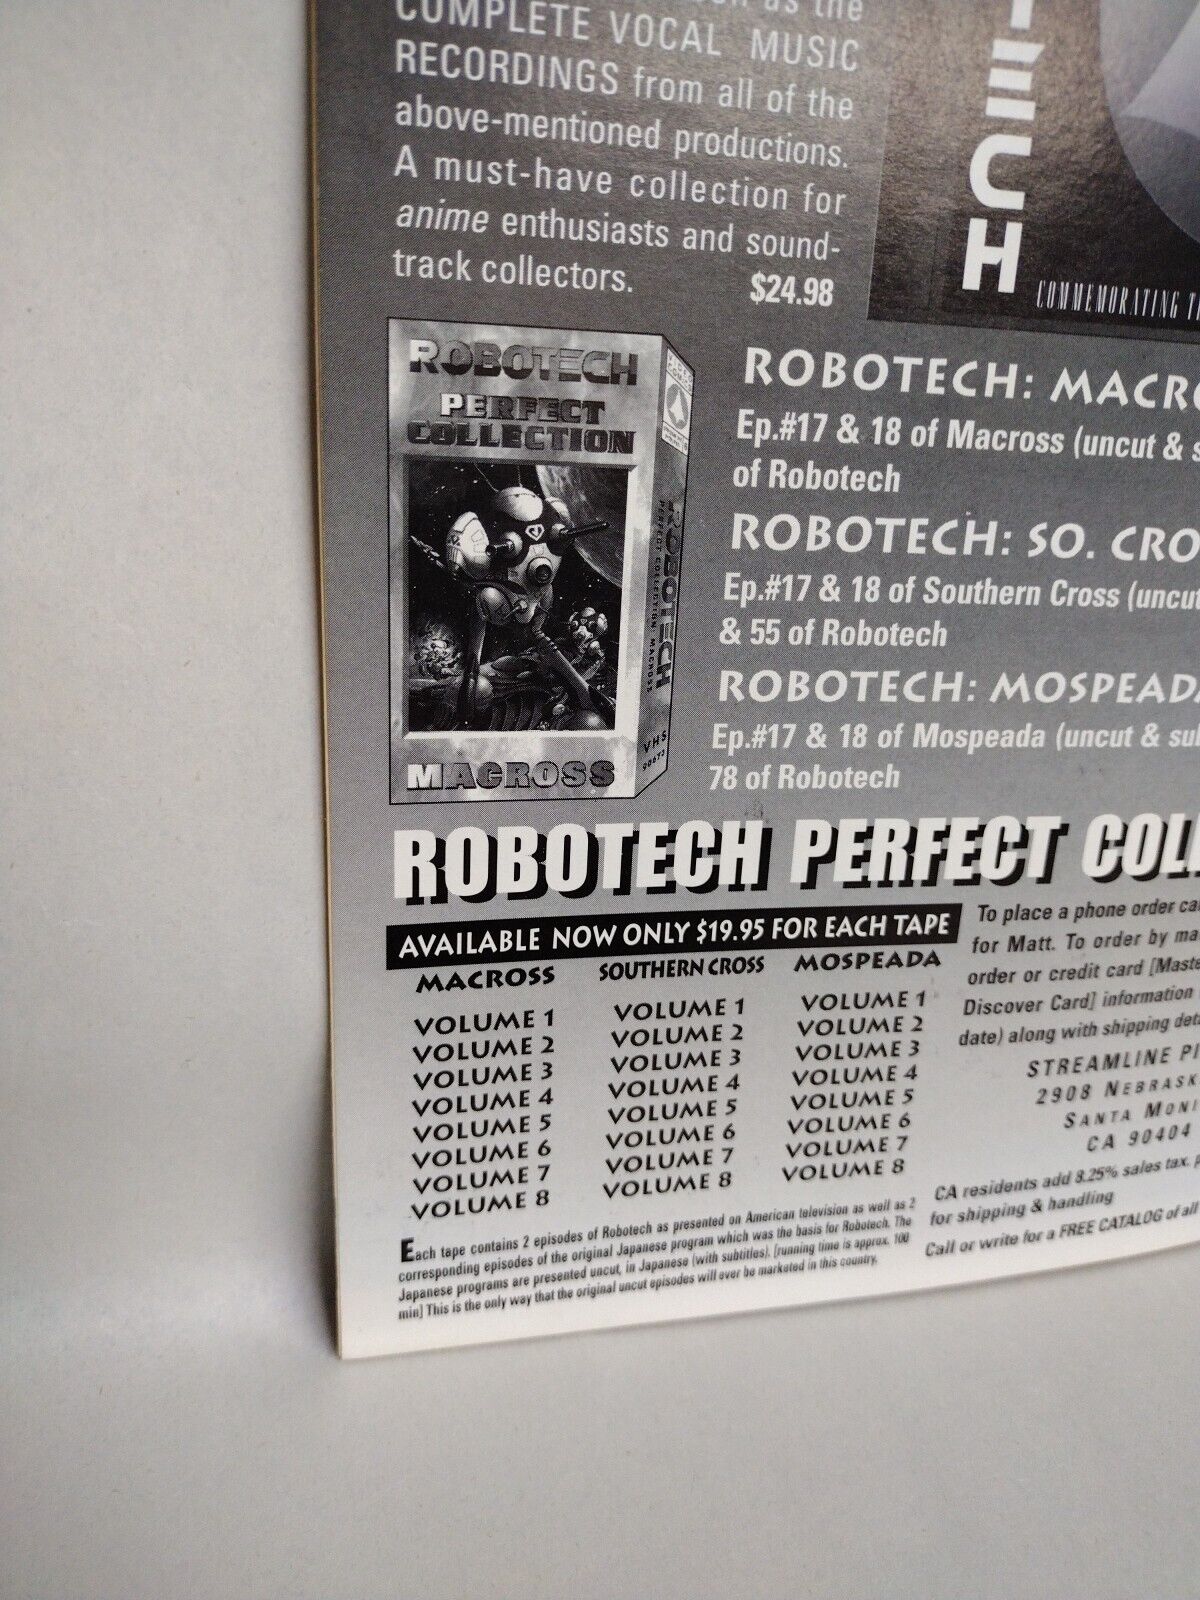 as the
COMPLETE VOCAL MUSIC
RECORDINGS from all of the
above-mentioned productions.
A must-have collection for
anime enthusiasts and sound-
track collectors. $24.98
TECH
COMMEMORATING
ROBOTECH
PERFECT
COLLECTION
MACROSS
ROBOTECH
PERFECT COLLECTION MACROSS
VHS
ROBOTECH: MACRO
Ep.#17 & 18 of Macross (uncut & s
of Robotech
ROBOTECH: SO. CRO
Ep.#17 & 18 of Southern Cross (uncut
& 55 of Robotech
ROBOTECH: MOSPEADA
Ep.#17 & 18 of Mospeada (uncut & su
78 of Robotech
ROBOTECH PERFECT COLL
AVAILABLE NOW ONLY $19.95 FOR EACH TAPE
MACROSS SOUTHERN CROSS MOSPEADA
VOLUME 1 VOLUME 1 VOLUME 1
VOLUME 2 VOLUME 2 VOLUME 2
VOLUME 3 VOLUME 3 VOLUME 3
VOLUME 4 VOLUME 4 VOLUME 4
VOLUME 5 VOLUME 5 VOLUME 5
VOLUME 6 VOLUME 6 VOLUME 6
VOLUME 7 VOLUME 7 VOLUME 7
VOLUME 8 VOLUME 8 VOLUME 8
Each tape contains 2 episodes of Robotech as presented on American television as well as 2
corresponding episodes of the original Japanese program which was the basis for Robotech. The
Japanese programs are presented uncut, in Japanese (with subtitles). [running time is approx. 100
min] This is the only way that the original uncut episodes will ever be marketed in this country.
To place a phone order ca
for Matt. To order by ma
order or credit card [Maste
Discover Card] information
date) along with shipping deta
STREAMLINE PI
2908 NEBRASK
SANTA MONI
CA 90404
CA residents add 8.25% sales tax. p
for shipping & handling
Call or write for a FREE CATALOG of all